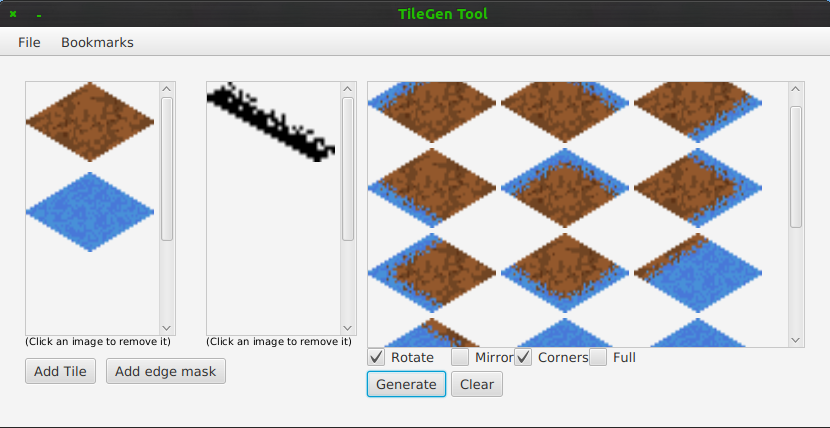 TileGen Tool
File Bookmarks
(Click an image to remove it) (Click an image to remove it)
Rotate Mirror Corners Full
Add Tile Add edge mask
Generate Clear